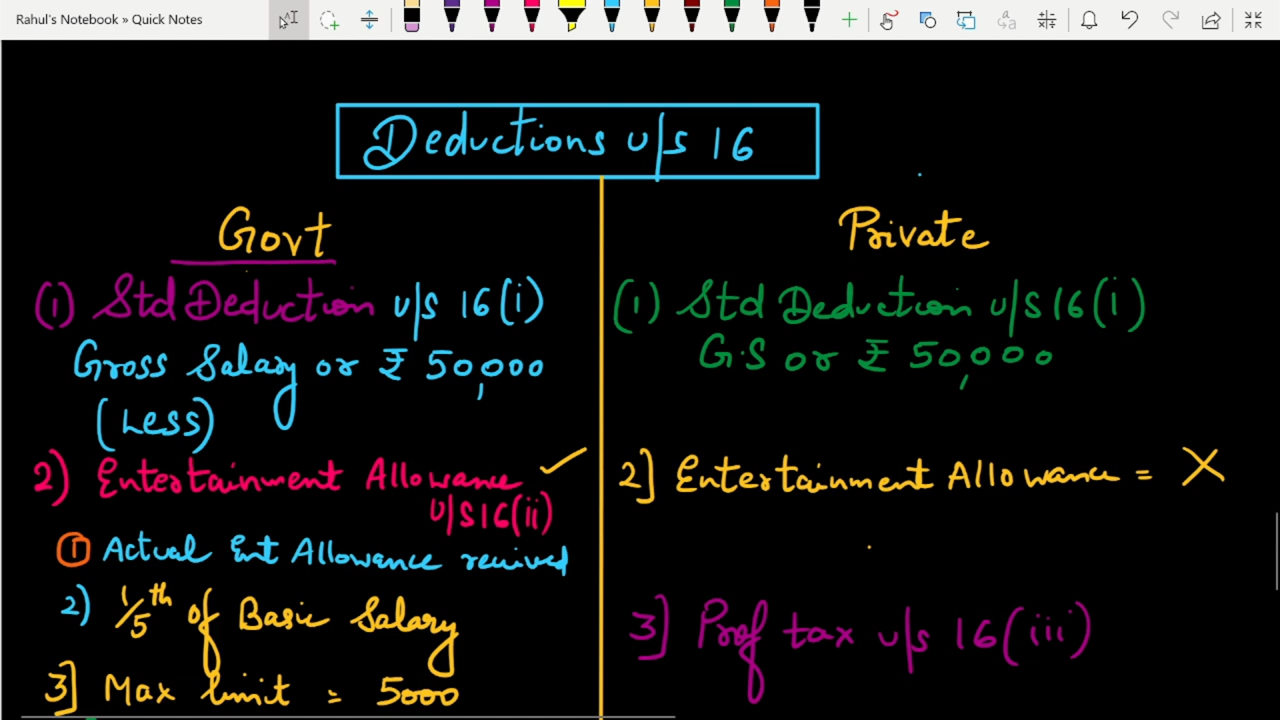 Rahul's Notebook » Quick Notes
Deductions u/s 16
Govt
(1) Std Deduction u/s 16(i)
Gross Salary or ₹ 50,000
(Less)
2) Entertainment Allowance ✓
u/s 16(ii)
① Actual Ent Allowance recived
2) 1/5th of Basic Salary
3] Max limit = 5000
Private
(1) Std Deduction u/s 16(i)
G.S or ₹ 50,000
2] Entertainment Allowance = X
3] Prof tax u/s 16(iii)